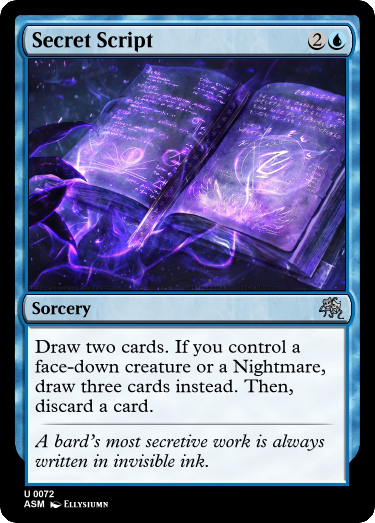 Secret Script
2
Sorcery
Draw two cards. If you control a
face-down creature or a Nightmare,
draw three cards instead. Then,
discard a card.
A bard's most secretive work is always
written in invisible ink.
U 0072
ASM Ellysiumn